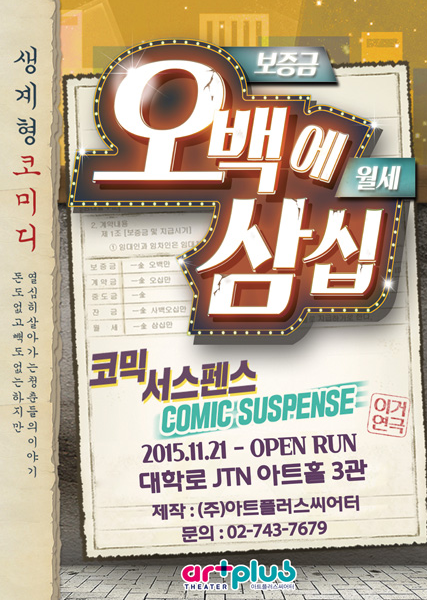 생계형코미디
돈도 없고 빽도 없는 하지만
열심히 살아가는 청춘들의 이야기
보증금
오백에
월세
삼십
2. 계약내용
제 1조 [보증금 및 지급시기]
① 임대인과 임차인은 임대
보 증 금 一金 오백만
계 약 금 一金 오십만
중 도 금 一金
잔 금 一金 사백오십만
월 세 一金 삼십만
코믹
서스펜스
COMIC SUSPENSE
이거
연극
2015.11.21 - OPEN RUN
대학로 JTN 아트홀 3관
제작 : (주)아트플러스씨어터
문의 : 02-743-7679
artplus
THEATER 아트플러스씨어터